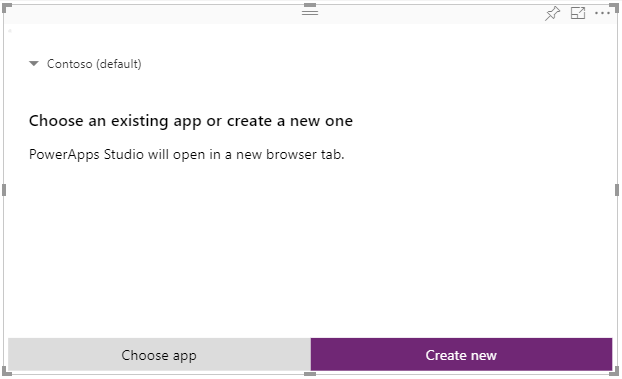 Contoso (default)
Choose an existing app or create a new one
PowerApps Studio will open in a new browser tab.
Choose app
Create new